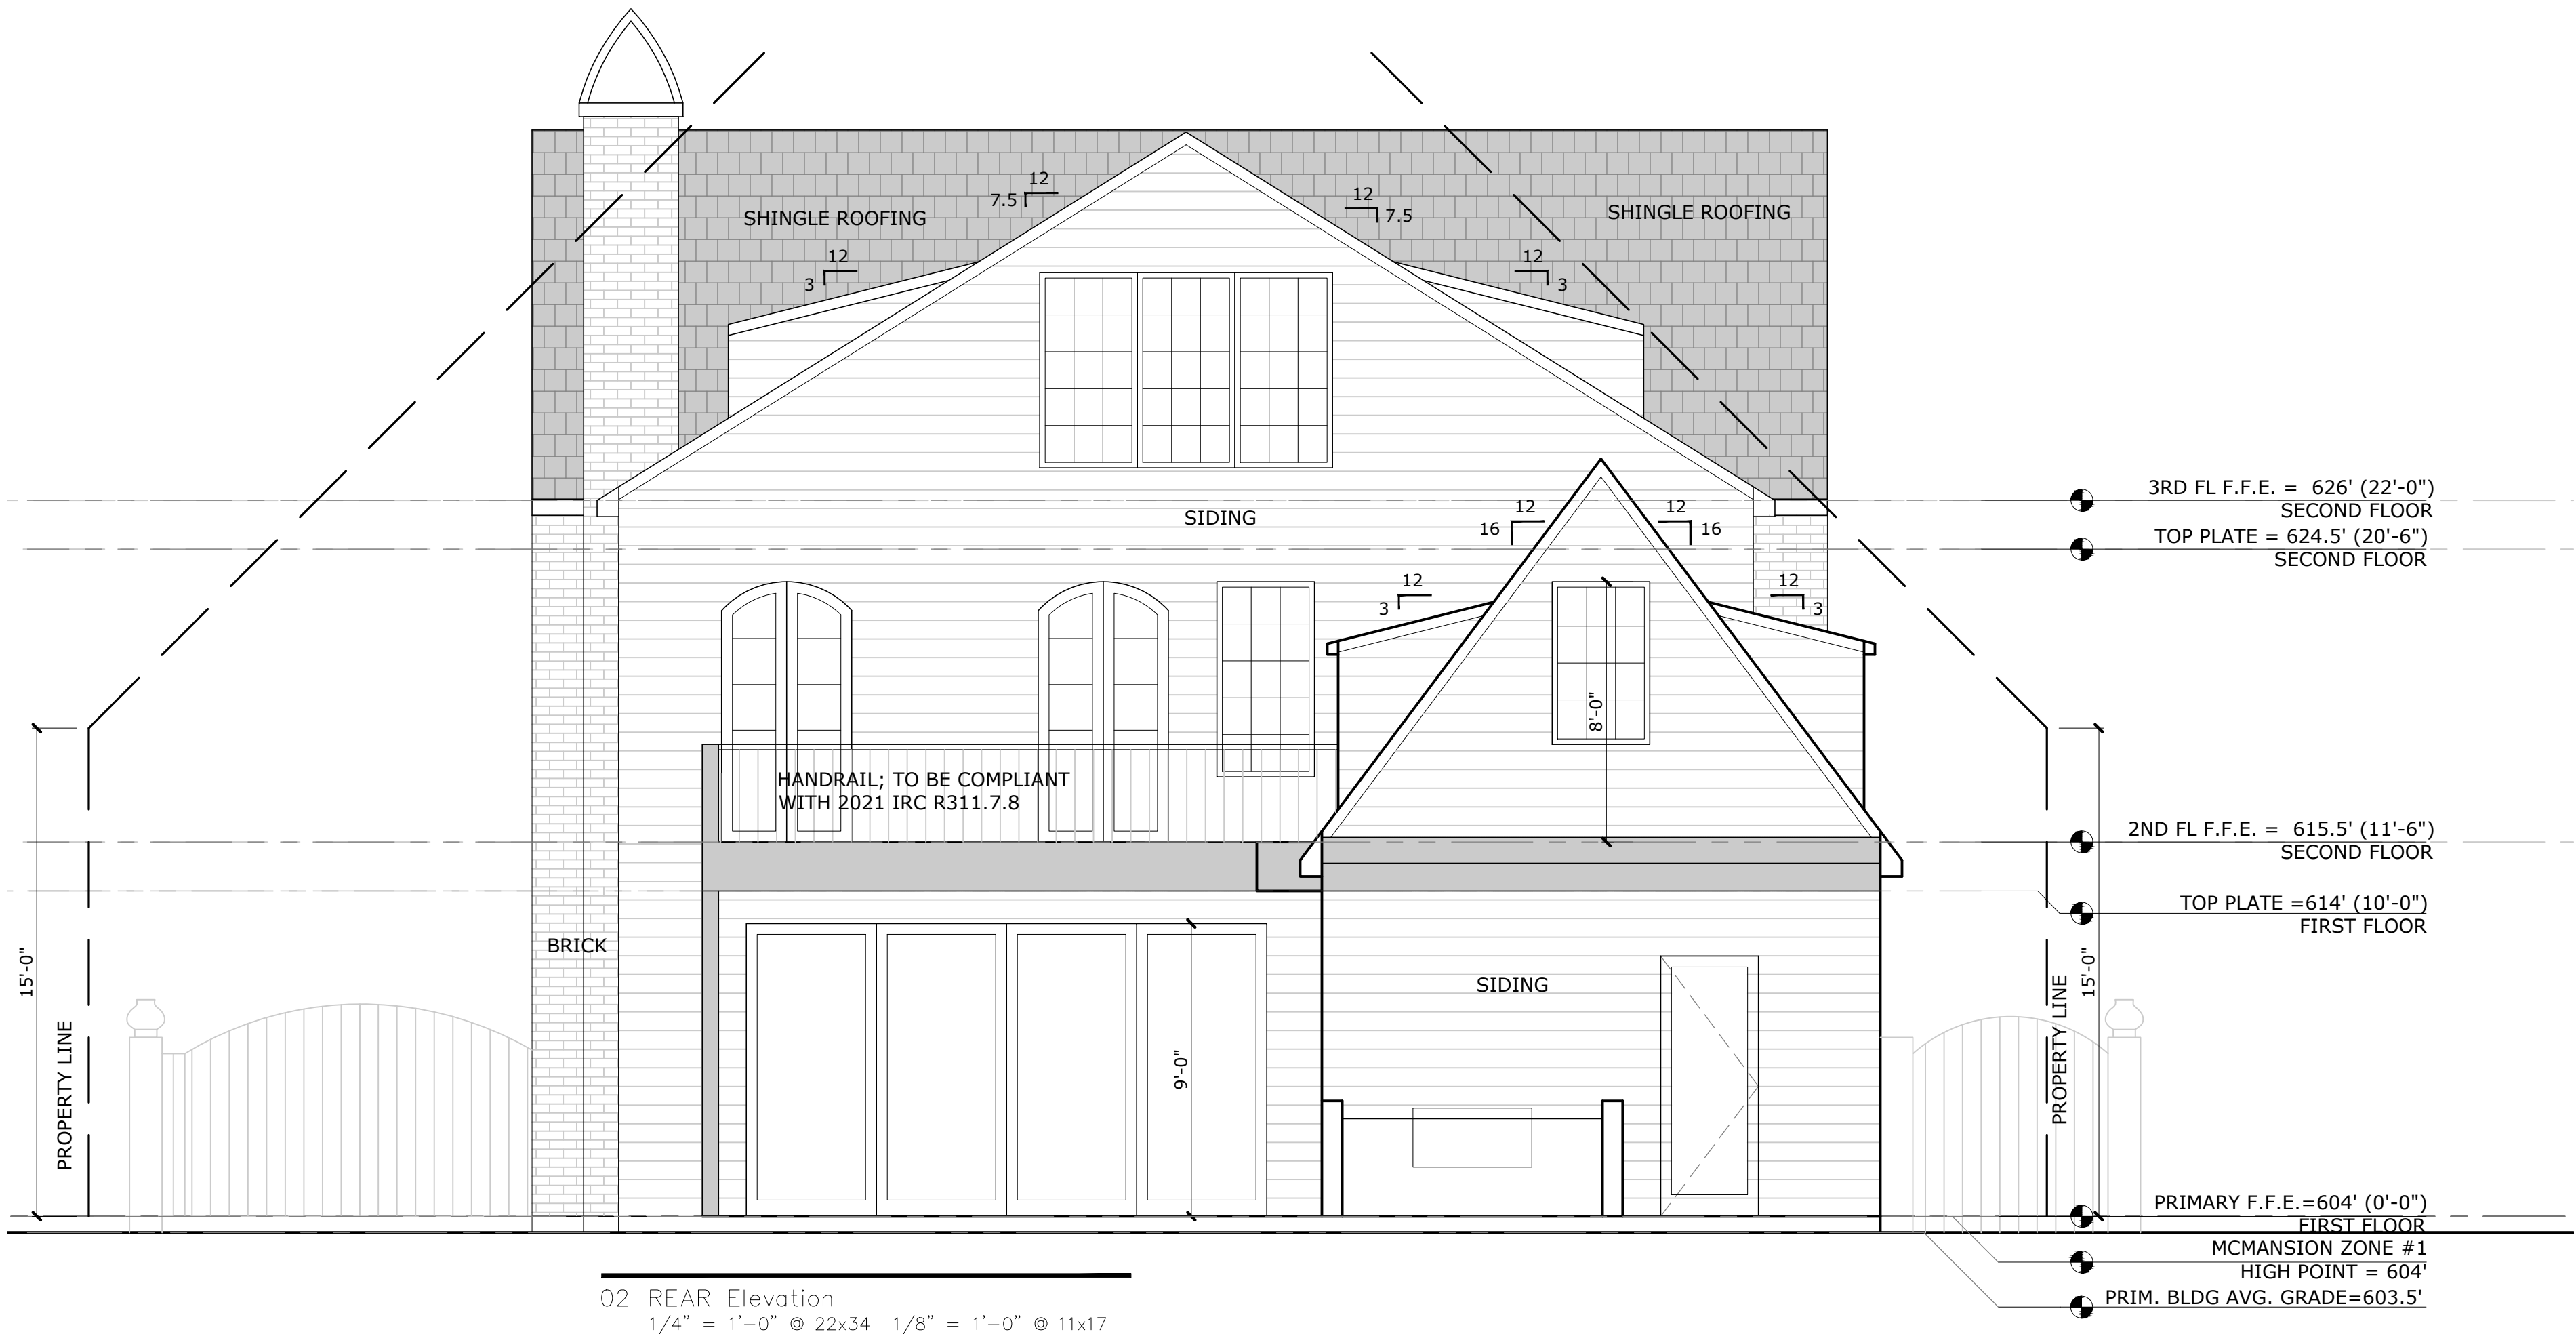 12
7.5
12
7.5
SHINGLE ROOFING
SHINGLE ROOFING
12
3
12
3
3RD FL F.F.E. = 626' (22'-0")
SECOND FLOOR
SIDING
12
16
12
16
TOP PLATE = 624.5' (20'-6")
SECOND FLOOR
12
3
12
3
8'-0"
HANDRAIL; TO BE COMPLIANT
WITH 2021 IRC R311.7.8
2ND FL F.F.E. = 615.5' (11'-6")
SECOND FLOOR
TOP PLATE =614' (10'-0")
FIRST FLOOR
BRICK
15'-0"
15'-0"
SIDING
9'-0"
PROPERTY LINE
PROPERTY LINE
PRIMARY F.F.E.=604' (0'-0")
FIRST FLOOR
MCMANSION ZONE #1
HIGH POINT = 604'
PRIM. BLDG AVG. GRADE=603.5'
02 REAR Elevation
1/4" = 1'-0" @ 22x34 1/8" = 1'-0" @ 11x17